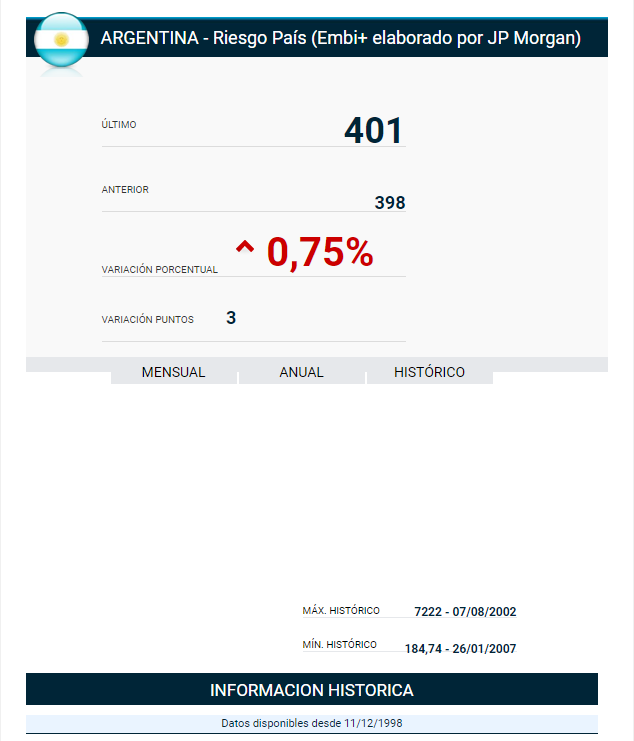 ARGENTINA - Riesgo País (Embi+ elaborado por JP Morgan)
ÚLTIMO 401
ANTERIOR 398
VARIACIÓN PORCENTUAL 0,75%
VARIACIÓN PUNTOS 3
MENSUAL ANUAL HISTÓRICO
MÁX. HISTÓRICO 7222 - 07/08/2002
MÍN. HISTÓRICO 184,74 - 26/01/2007
INFORMACION HISTORICA
Datos disponibles desde 11/12/1998